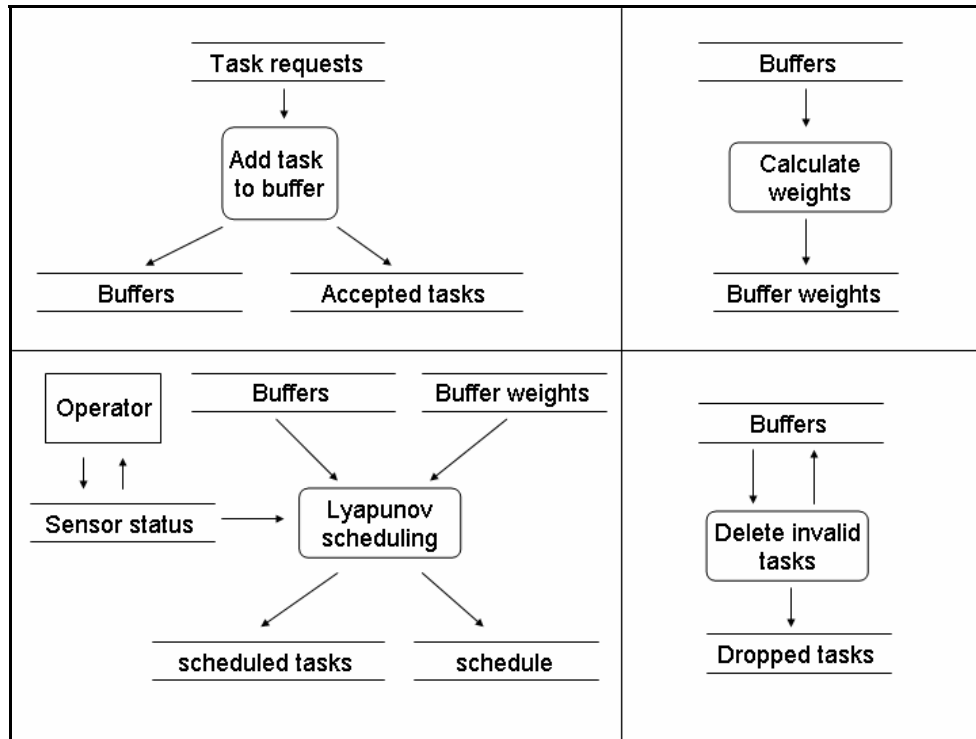 Task requests
Add task
to buffer
Buffers
Accepted tasks
Buffers
Calculate
weights
Buffer weights
Operator
Sensor status
Buffers
Buffer weights
Lyapunov
scheduling
scheduled tasks
schedule
Buffers
Delete invalid
tasks
Dropped tasks